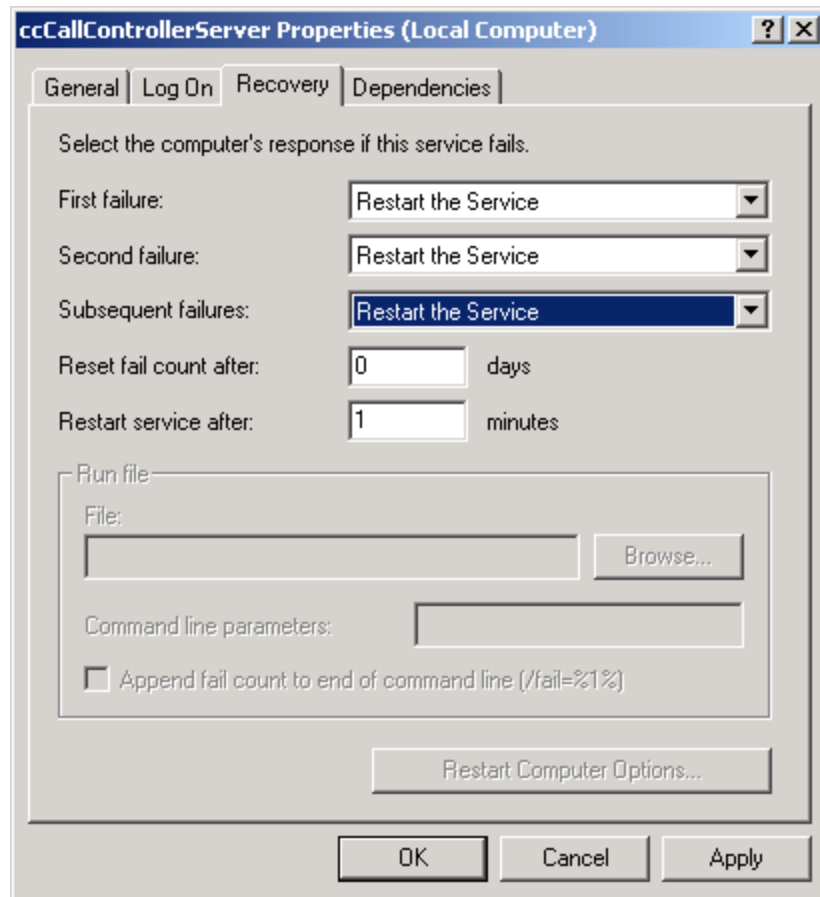 ccCallControllerServer Properties (Local Computer) ? X
General Log On Recovery Dependencies
Select the computer's response if this service fails.
First failure: Restart the Service
Second failure: Restart the Service
Subsequent failures: Restart the Service
Reset fail count after: 0 days
Restart service after: 1 minutes
Run file
File:
Browse...
Command line parameters:
Append fail count to end of command line (/fail=%1%)
Restart Computer Options...
OK Cancel Apply